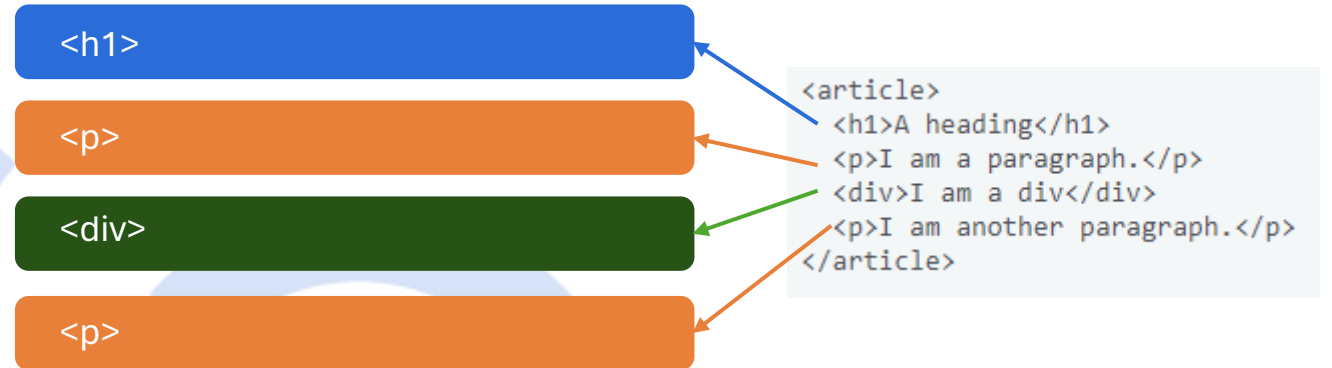 <h1>
<p>
<div>
<p>
<article>
<h1>A heading</h1>
<p>I am a paragraph.</p>
<div>I am a div</div>
<p>I am another paragraph.</p>
</article>